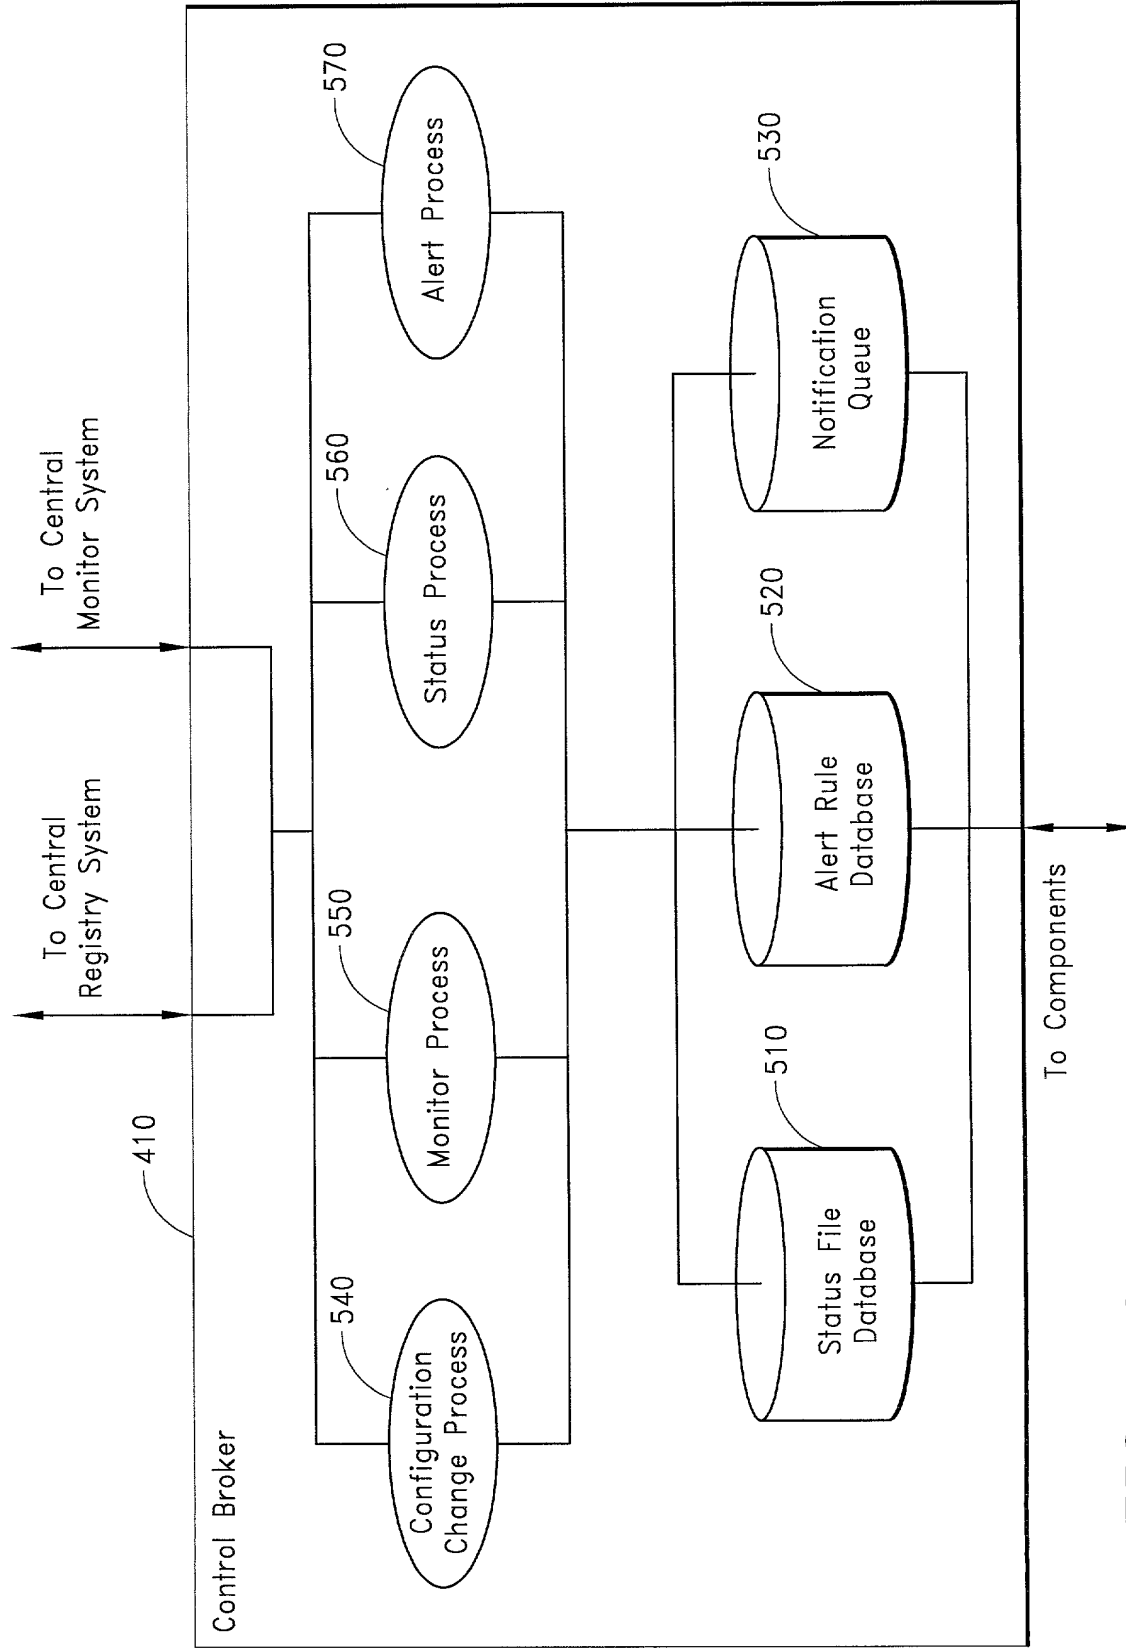 To Central
Registry System
To Central
Monitor System
410
Control Broker
540
Configuration
Change Process
550
Monitor Process
560
Status Process
570
Alert Process
510
Status File
Database
520
Alert Rule
Database
530
Notification
Queue
To Components